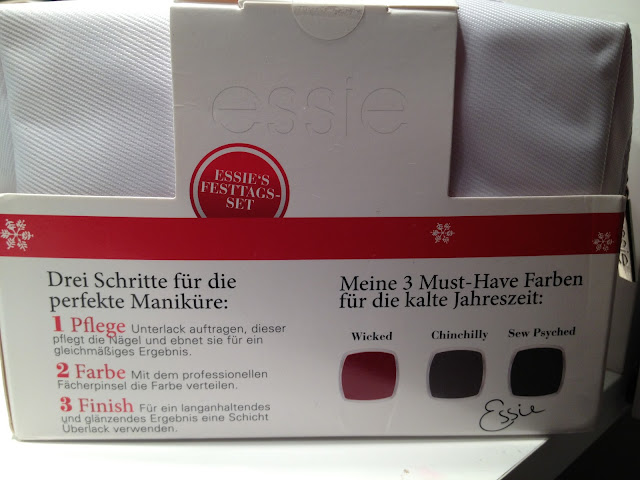 essie
ESSIE'S
FESTTAGS-
SET
Drei Schritte für die
perfekte Maniküre:
1 Pflege Unterlack auftragen, dieser
pflegt die Nägel und ebnet sie für ein
gleichmäßiges Ergebnis.
2 Farbe Mit dem professionellen
Fächerpinsel die Farbe verteilen.
3 Finish Für ein langanhaltendes
und glänzendes Ergebnis eine Schicht
Überlack verwenden.
Meine 3 Must-Have Farben
für die kalte Jahreszeit:
Wicked Chinchilly Sew Psyched
Essie